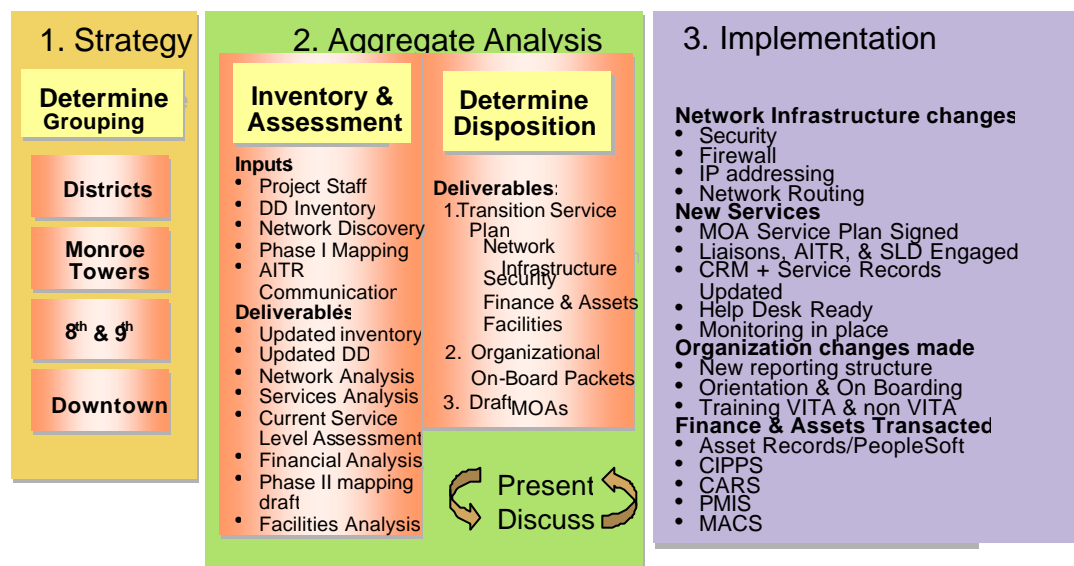 1. Strategy
Determine
Grouping
Districts
Monroe
Towers
8th & 9th
Downtown
2. Aggregate Analysis
Inventory &
Assessment
Inputs:
• Project Staff
• DD Inventory
• Network Discovery
• Phase I Mapping
• AITR
Communication
Deliverables:
• Updated inventory
• Updated DD
• Network Analysis
• Services Analysis
• Current Service
Level Assessment
• Financial Analysis
• Phase II mapping
draft
• Facilities Analysis
Determine
Disposition
Deliverables:
1.Transition Service
Plan
Network
Infrastructure
Security
Finance & Assets
Facilities
2. Organizational
On-Board Packets
3. Draft MOAs
Present
Discuss
3. Implementation
Network Infrastructure changes
• Security
• Firewall
• IP addressing
• Network Routing
New Services
• MOA Service Plan Signed
• Liaisons, AITR, & SLD Engaged
• CRM + Service Records
Updated
• Help Desk Ready
• Monitoring in place
Organization changes made
• New reporting structure
• Orientation & On Boarding
• Training VITA & non VITA
Finance & Assets Transacted
• Asset Records/PeopleSoft
• CIPPS
• CARS
• PMIS
• MACS